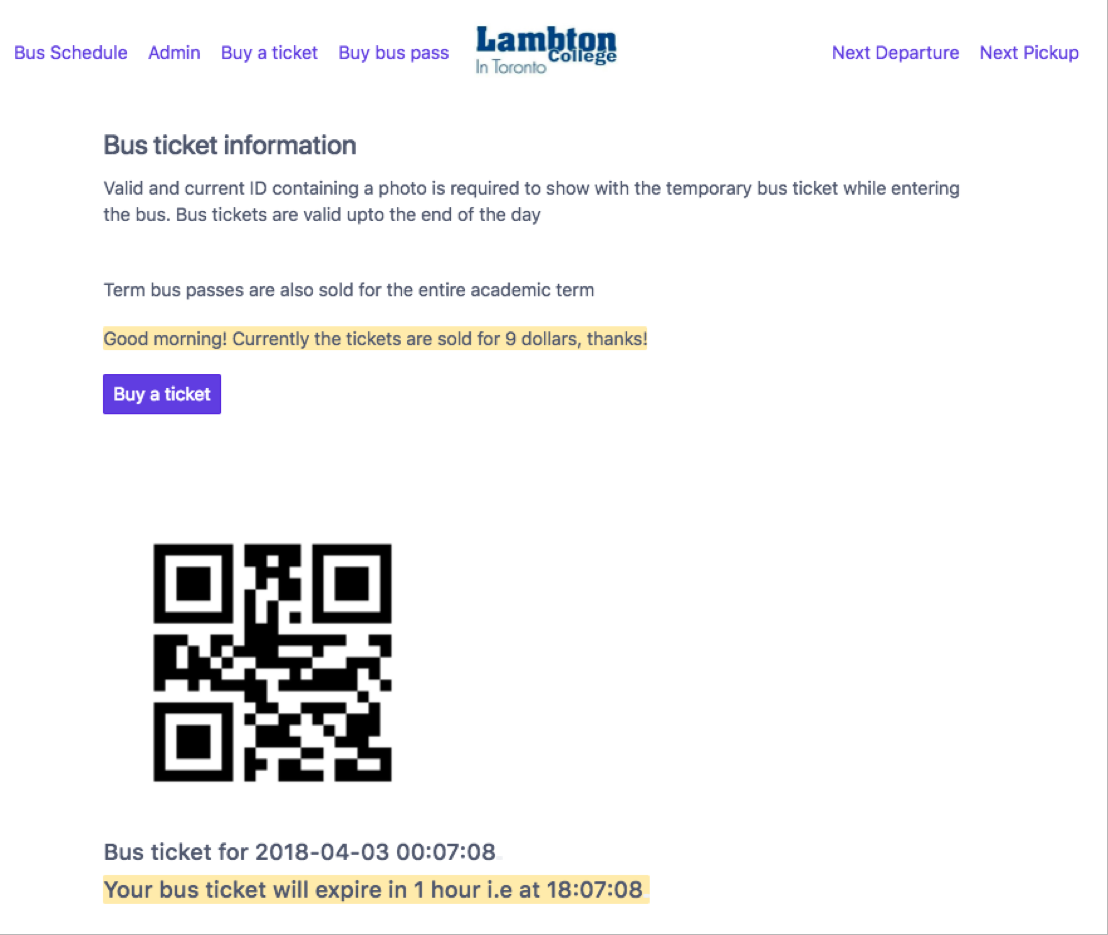 Bus Schedule Admin Buy a ticket Buy bus pass Lambton College In Toronto Next Departure Next Pickup
Bus ticket information
Valid and current ID containing a photo is required to show with the temporary bus ticket while entering
the bus. Bus tickets are valid upto the end of the day
Term bus passes are also sold for the entire academic term
Good morning! Currently the tickets are sold for 9 dollars, thanks!
Buy a ticket
Bus ticket for 2018-04-03 00:07:08
Your bus ticket will expire in 1 hour i.e at 18:07:08